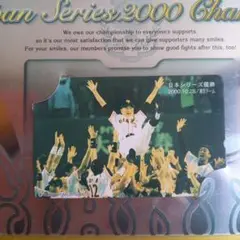 pan Series 2000 Cha
We owe our championship to everyone's supports,
so it's our most satisfaction that we can give supporters many smiles.
For your smiles, our members promise you to show good fights after this, too!
日本シリーズ優勝
2000.10.28/東京ドーム